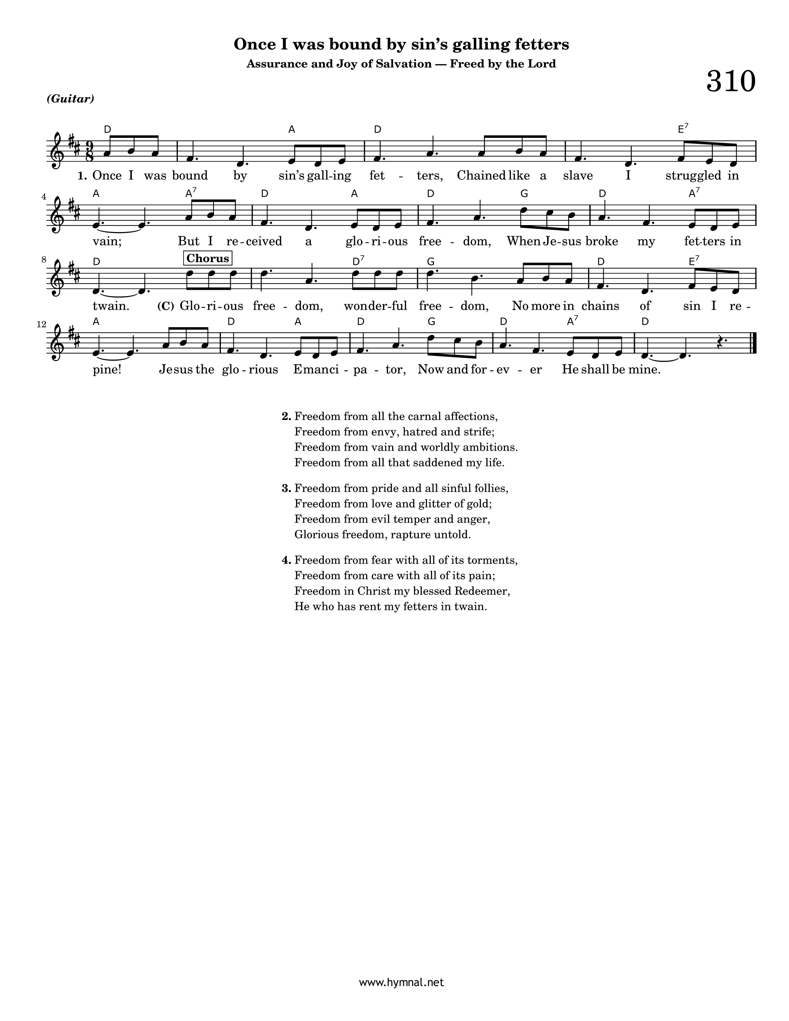 Once I was bound by sin's galling fetters
Assurance and Joy of Salvation — Freed by the Lord
310
(Guitar)
D A D E7
9 8
1. Once I was bound by sin's gall-ing fet - ters, Chained like a slave I struggled in
4 A A7 D A D G D A7
vain; But I re-ceived a glo-ri-ous free - dom, When Je-sus broke my fet-ters in
8 D Chorus D7 G D E7
twain. (C) Glo-ri-ous free - dom, won-der-ful free - dom, No more in chains of sin I re-
12 A D A D G D A7 D
pine! Jesus the glo-rious Emanci - pa - tor, Now and for-ev - er He shall be mine.
2. Freedom from all the carnal affections,
Freedom from envy, hatred and strife;
Freedom from vain and worldly ambitions.
Freedom from all that saddened my life.
3. Freedom from pride and all sinful follies,
Freedom from love and glitter of gold;
Freedom from evil temper and anger,
Glorious freedom, rapture untold.
4. Freedom from fear with all of its torments,
Freedom from care with all of its pain;
Freedom in Christ my blessed Redeemer,
He who has rent my fetters in twain.
www.hymnal.net